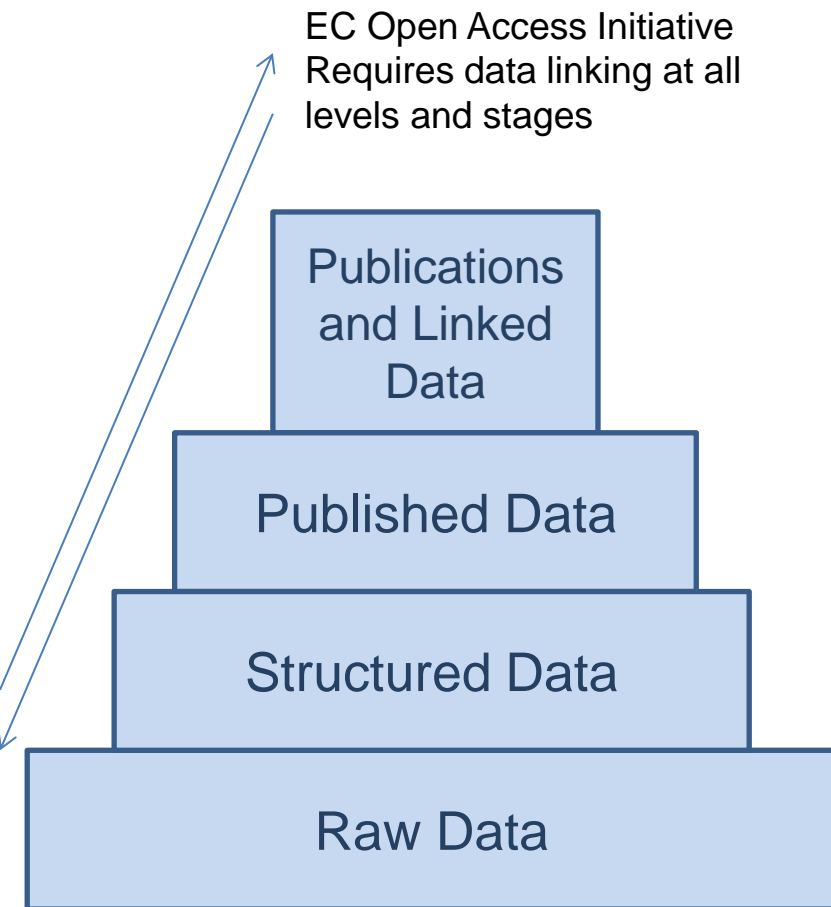 EC Open Access Initiative
Requires data linking at all
levels and stages
Publications
and Linked
Data
Published Data
Structured Data
Raw Data